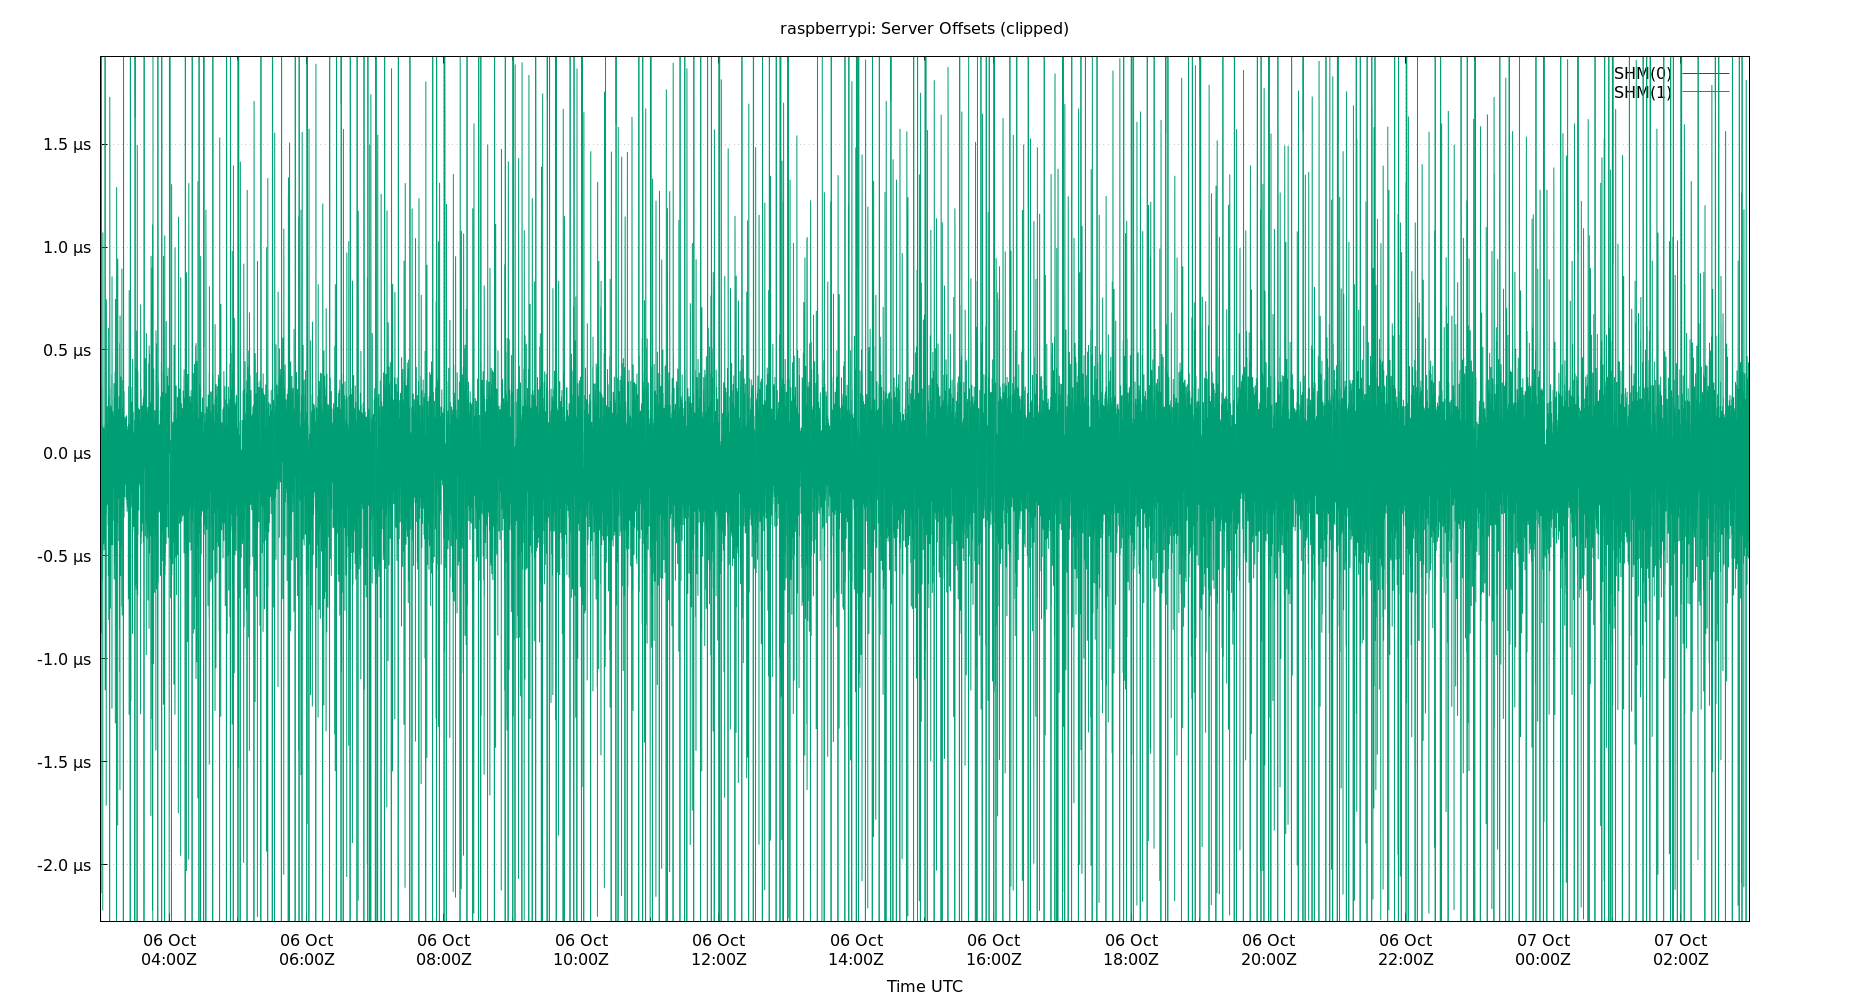 raspberrypi: Server Offsets (clipped)
SHM(0)
SHM(1)
1.5 µs
1.0 µs
0.5 µs
0.0 µs
-0.5 µs
-1.0 µs
-1.5 µs
-2.0 µs
06 Oct 06 Oct 06 Oct 06 Oct 06 Oct 06 Oct 06 Oct 06 Oct 06 Oct 06 Oct 07 Oct 07 Oct
04:00Z 06:00Z 08:00Z 10:00Z 12:00Z 14:00Z 16:00Z 18:00Z 20:00Z 22:00Z 00:00Z 02:00Z
Time UTC